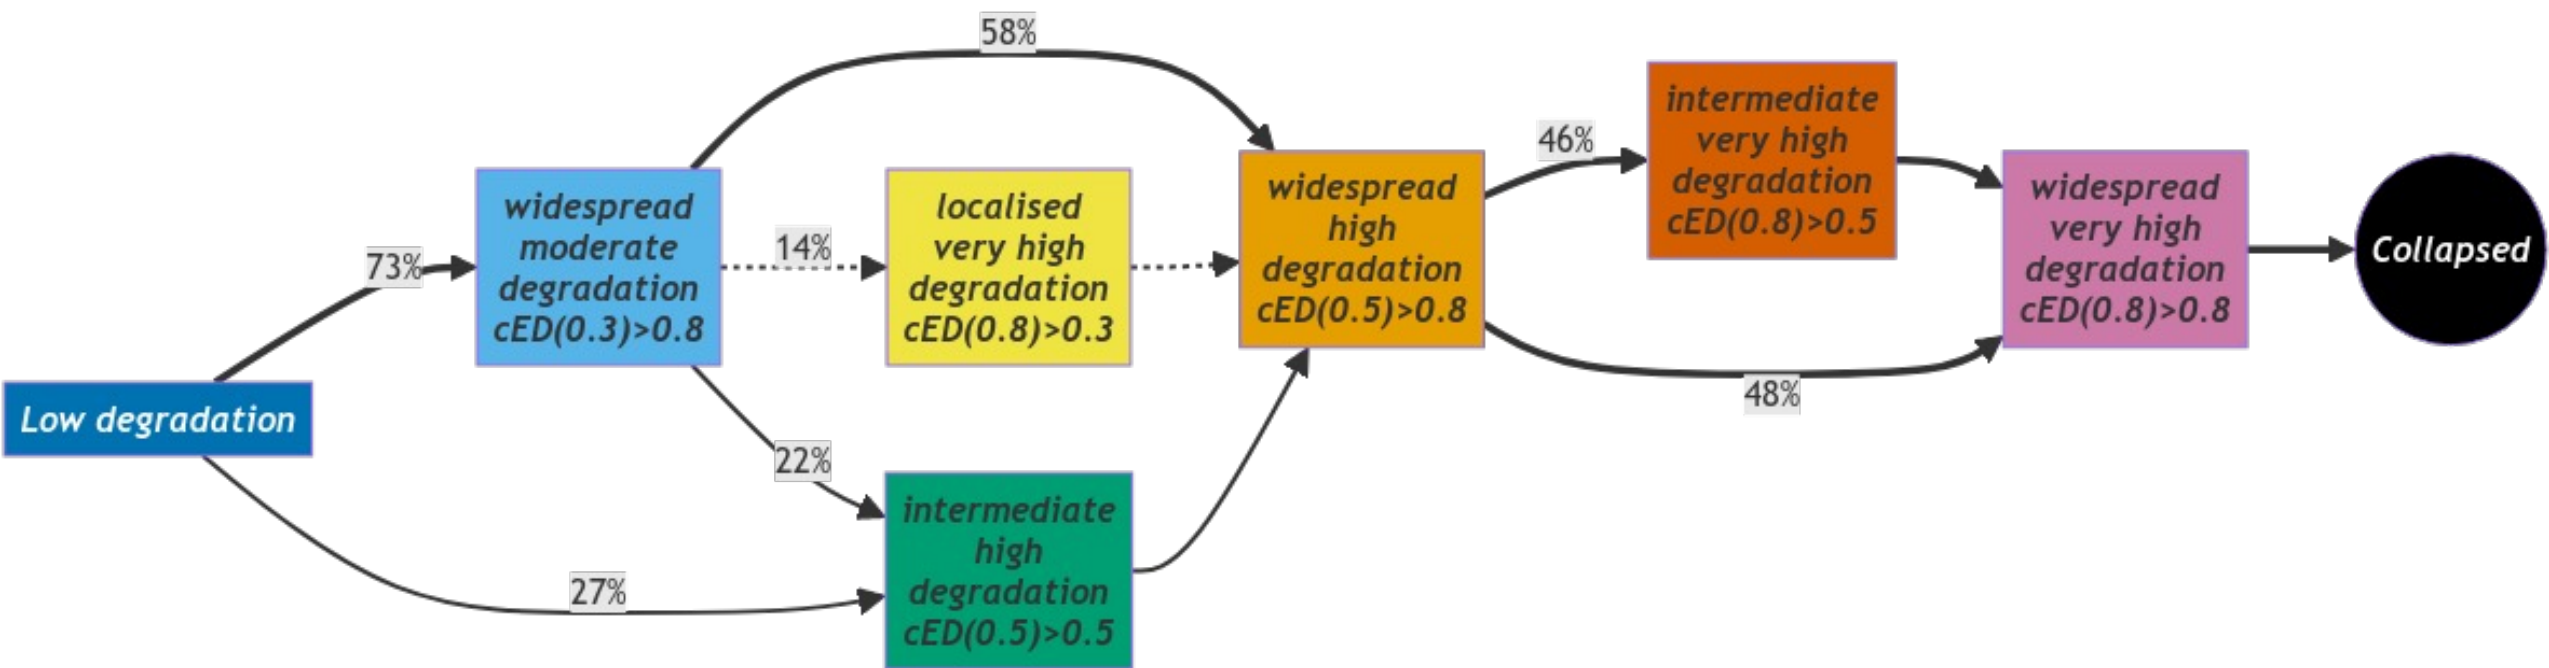 58%
intermediate
very high
degradation
cED(0.8)>0.5
46%
widespread
moderate
degradation
cED(0.3)>0.8
14%
localised
very high
degradation
cED(0.8)>0.3
widespread
high
degradation
cED(0.5)>0.8
widespread
very high
degradation
cED(0.8)>0.8
Collapsed
73%
48%
Low degradation
22%
27%
intermediate
high
degradation
cED(0.5)>0.5